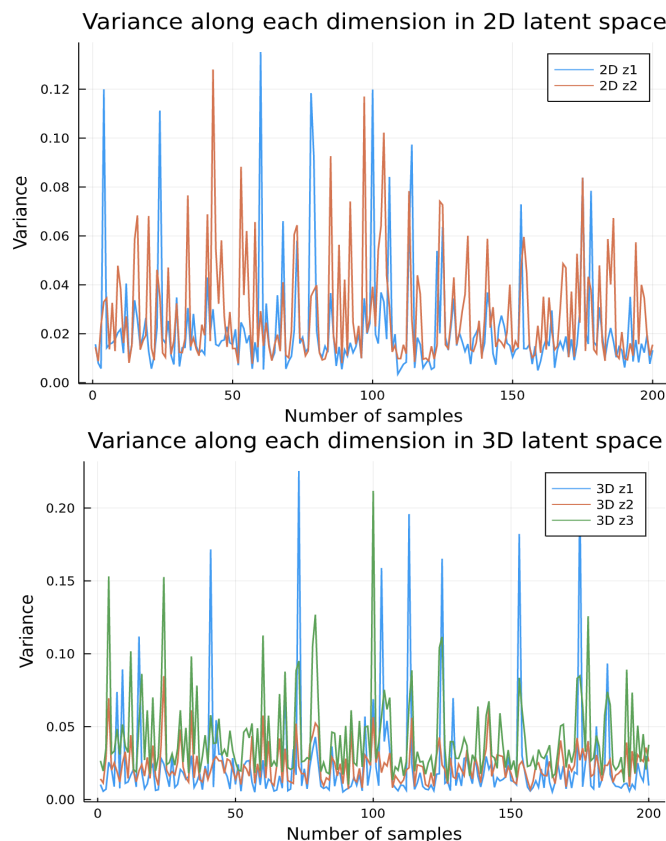 Variance along each dimension in 2D latent space
2D z1
2D z2
0.12
0.10
0.08
0.06
0.04
0.02
0.00
Variance
0
50
100
150
200
Number of samples
Variance along each dimension in 3D latent space
3D z1
3D z2
3D z3
0.20
0.15
0.10
0.05
0.00
Variance
0
50
100
150
200
Number of samples